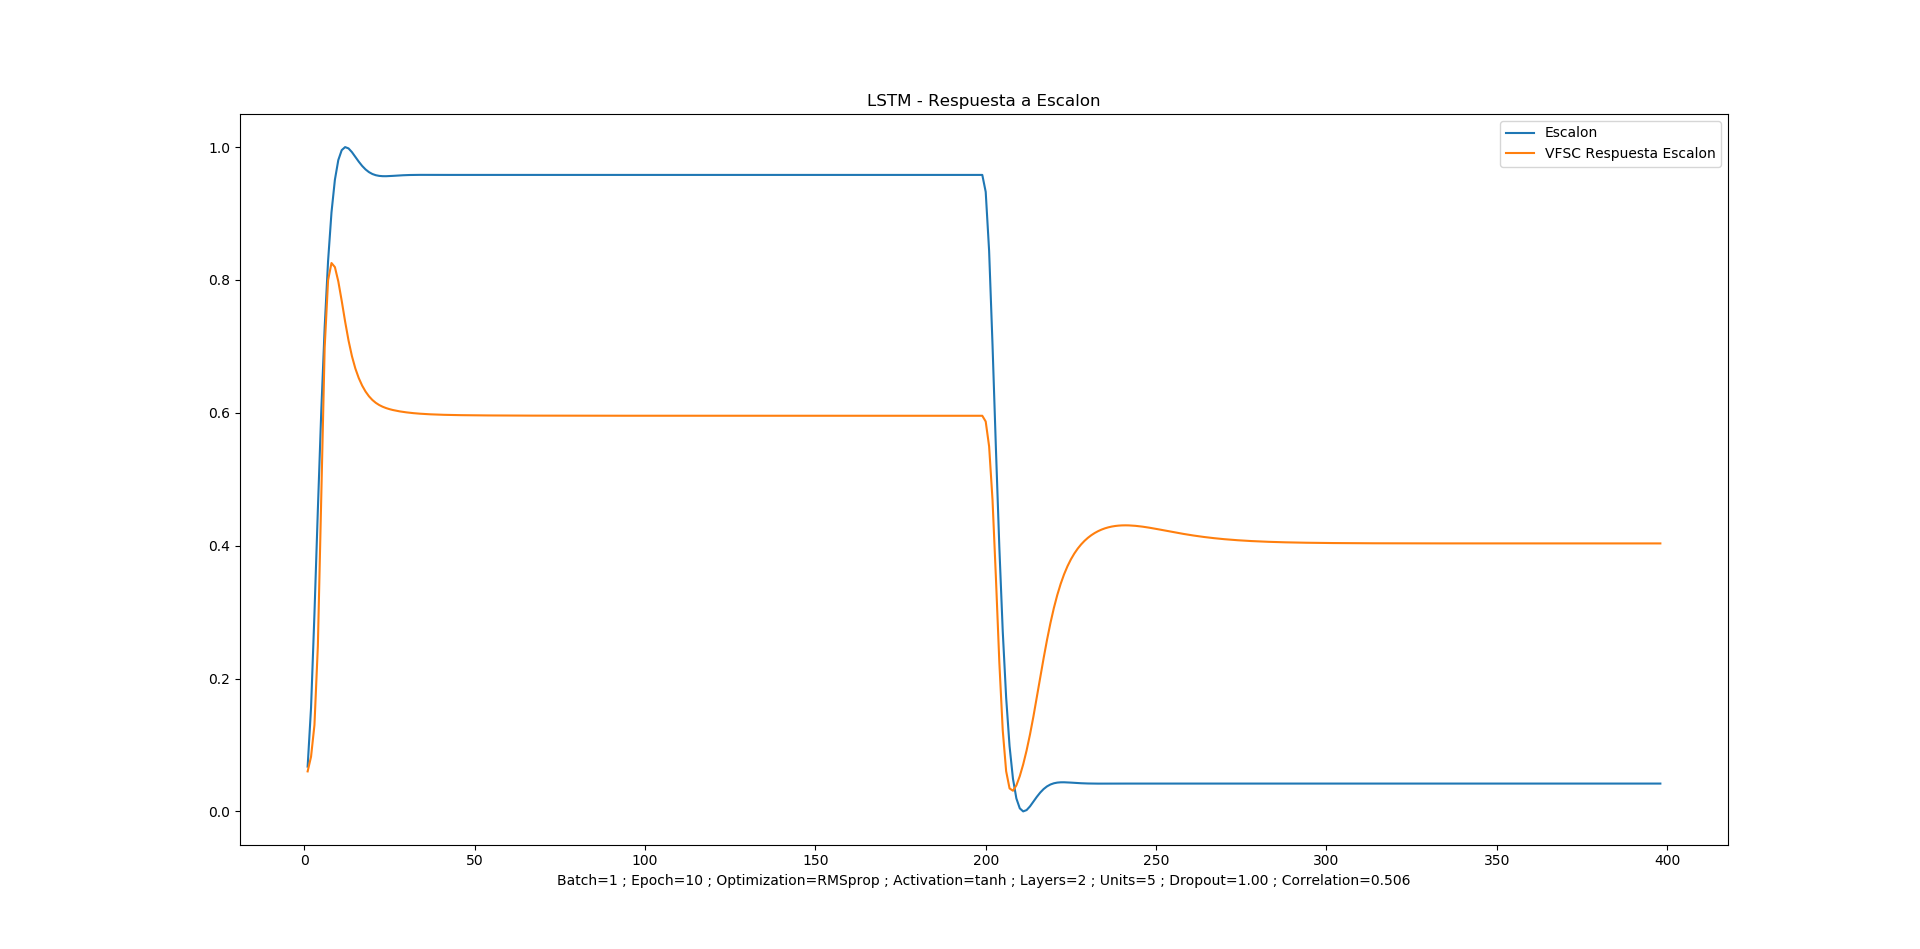 LSTM - Respuesta a Escalon
Escalon
VFSC Respuesta Escalon
1.0
0.8
0.6
0.4
0.2
0.0
0 50 100 150 200 250 300 350 400
Batch=1 ; Epoch=10 ; Optimization=RMSprop ; Activation=tanh ; Layers=2 ; Units=5 ; Dropout=1.00 ; Correlation=0.506